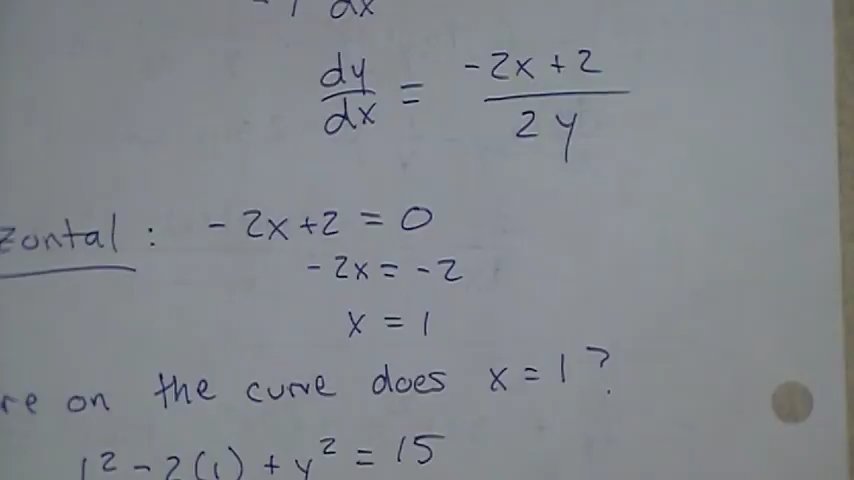 dx
dy/dx = (-2x+2)/(2y)
zontal : -2x+2 = 0
-2x = -2
x = 1
re on the curve does x = 1 ?
1² - 2(1) + y² = 15